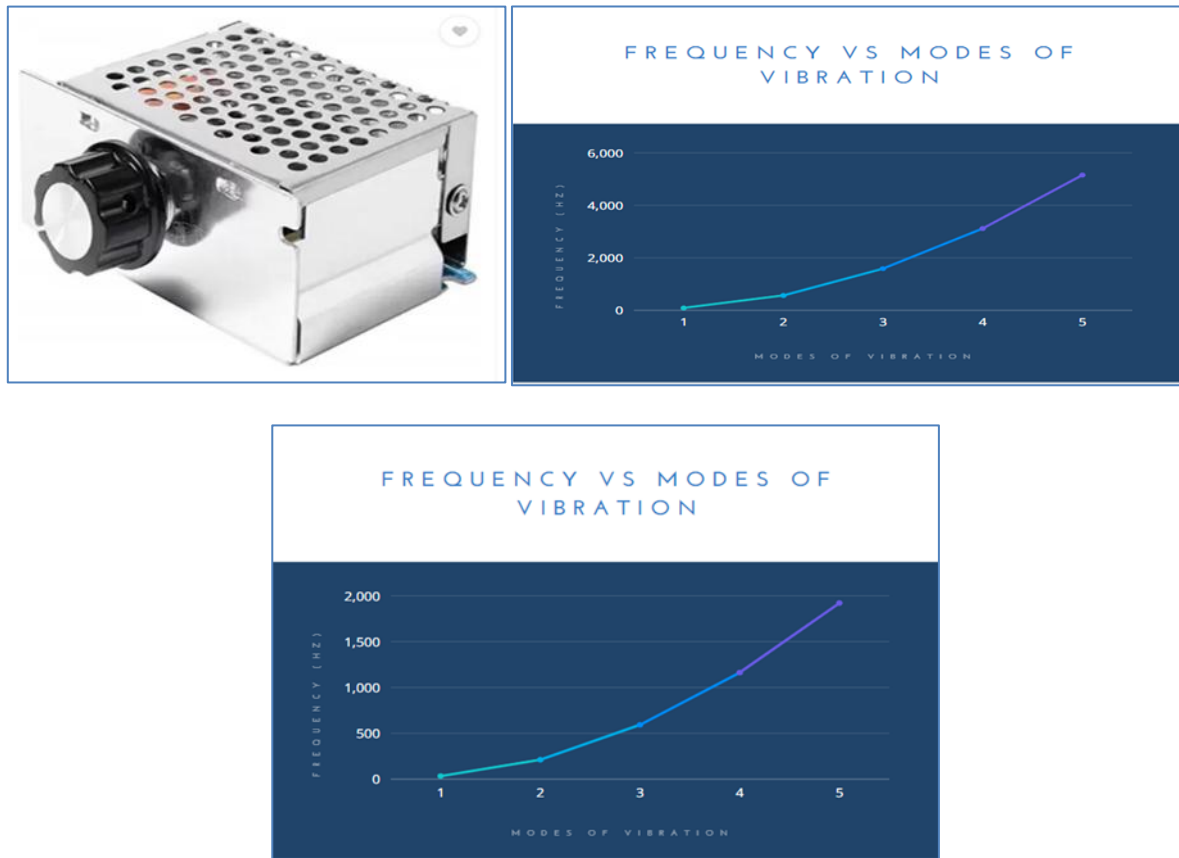 FREQUENCY VS MODES OF
VIBRATION
6,000
4,000
2,000
0
FREQUENCY (HZ)
1 2 3 4 5
MODES OF VIBRATION
FREQUENCY VS MODES OF
VIBRATION
2,000
1,500
1,000
500
0
FREQUENCY (HZ)
1 2 3 4 5
MODES OF VIBRATION